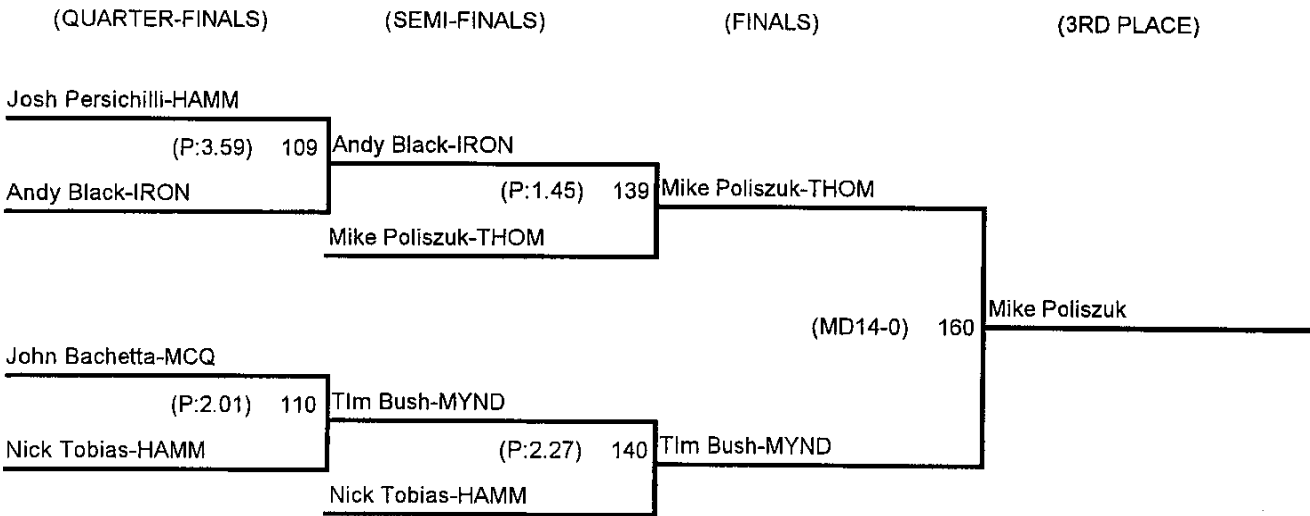 (QUARTER-FINALS) (SEMI-FINALS) (FINALS) (3RD PLACE)
Josh Persichilli-HAMM
(P:3.59) 109 Andy Black-IRON
Andy Black-IRON (P:1.45) 139 Mike Poliszuk-THOM
Mike Poliszuk-THOM
(MD14-0) 160 Mike Poliszuk
John Bachetta-MCQ
(P:2.01) 110 TIm Bush-MYND
Nick Tobias-HAMM (P:2.27) 140 TIm Bush-MYND
Nick Tobias-HAMM